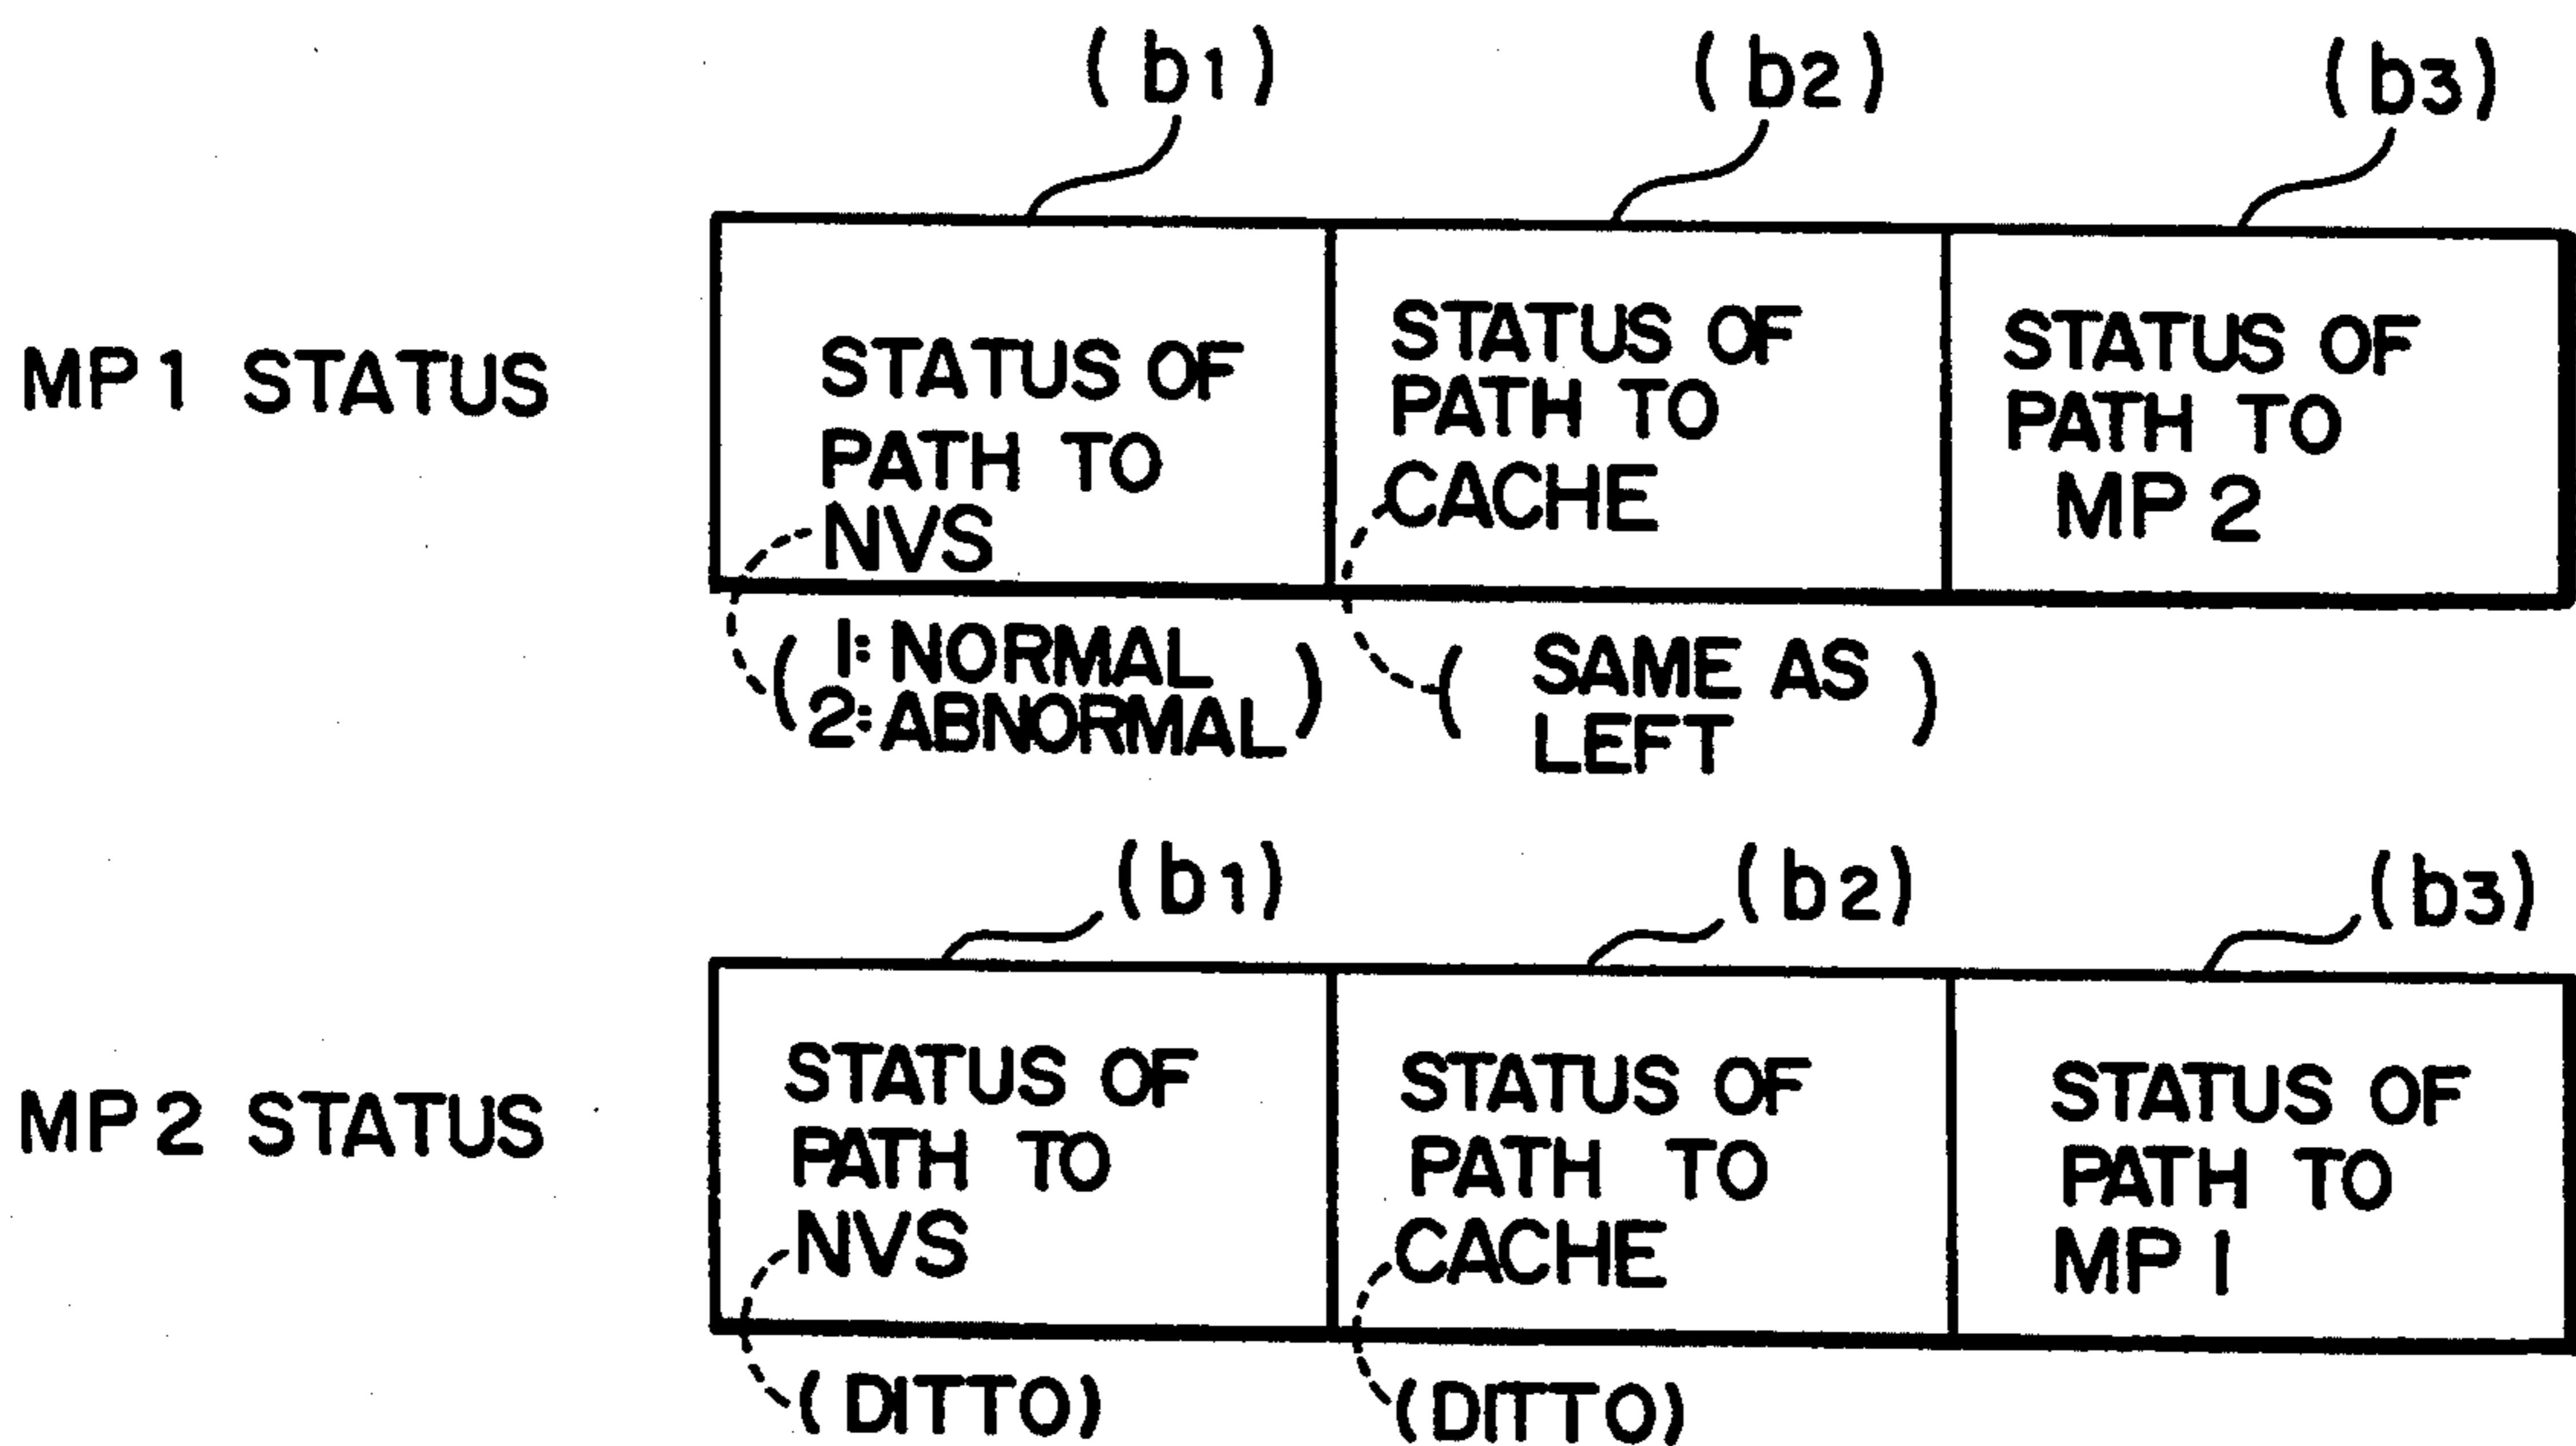 (b1) (b2) (b3)
MP1 STATUS
STATUS OF
PATH TO
NVS
STATUS OF
PATH TO
CACHE
STATUS OF
PATH TO
MP2
(1: NORMAL
2: ABNORMAL)
(SAME AS
LEFT)
(b1) (b2) (b3)
MP2 STATUS
STATUS OF
PATH TO
NVS
STATUS OF
PATH TO
CACHE
STATUS OF
PATH TO
MP1
(DITTO) (DITTO)